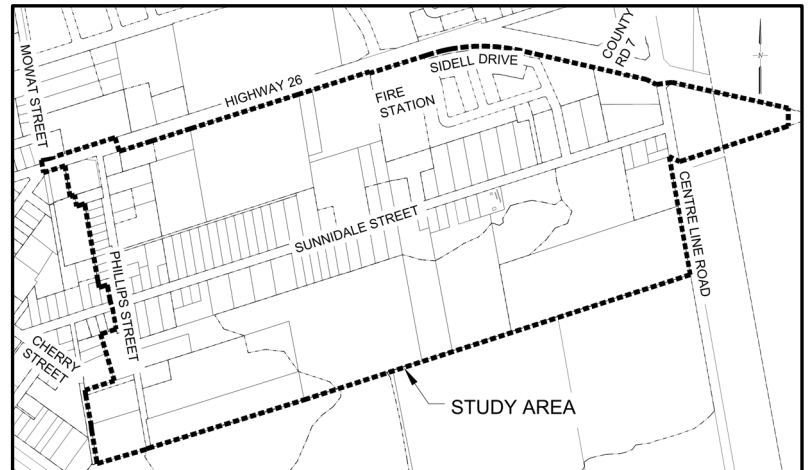 MOWAT STREET
HIGHWAY 26
FIRE
STATION
SIDELL DRIVE
COUNTY
RD 7
N
SUNNIDALE STREET
CENTRE LINE ROAD
PHILLIPS STREET
CHERRY
STREET
STUDY AREA